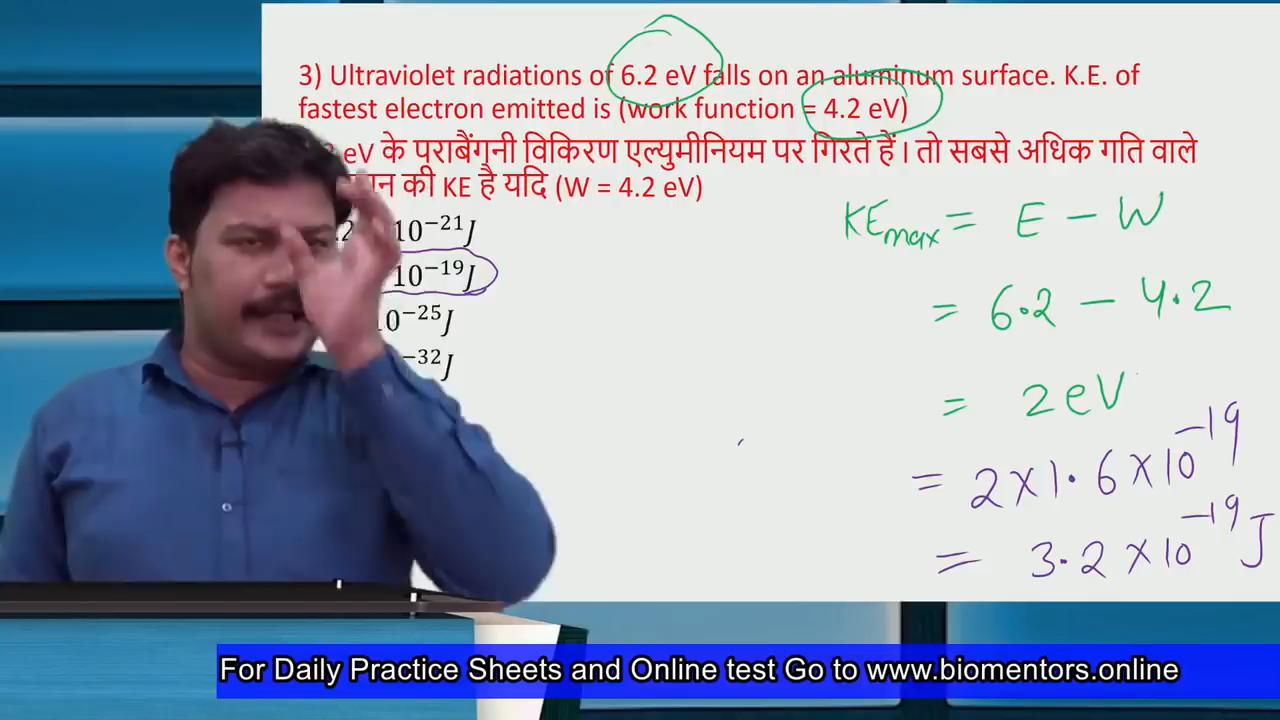 3) Ultraviolet radiations of 6.2 eV falls on an aluminum surface. K.E. of
fastest electron emitted is (work function = 4.2 eV)
eV के पराबैंगनी विकिरण एल्युमीनियम पर गिरते हैं। तो सबसे अधिक गति वाले
की KE है यदि (W = 4.2 eV)
10⁻²¹J
10⁻¹⁹J
10⁻²⁵J
⁻³²J
KEmax = E - W
= 6.2 - 4.2
= 2eV
= 2×1.6×10⁻¹⁹
= 3.2×10⁻¹⁹J
For Daily Practice Sheets and Online test Go to www.biomentors.online